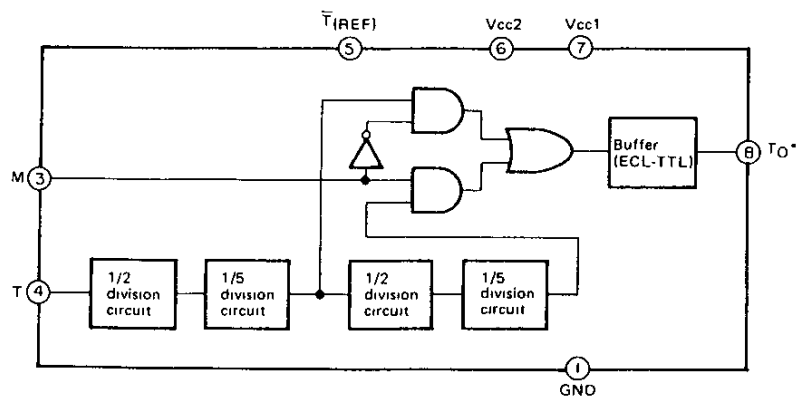 T̄(REF) Vcc2 Vcc1
5 6 7
Buffer
(ECL-TTL)
8 To*
M 3
T 4
1/2
division
circuit
1/5
division
circuit
1/2
division
circuit
1/5
division
circuit
1
GND